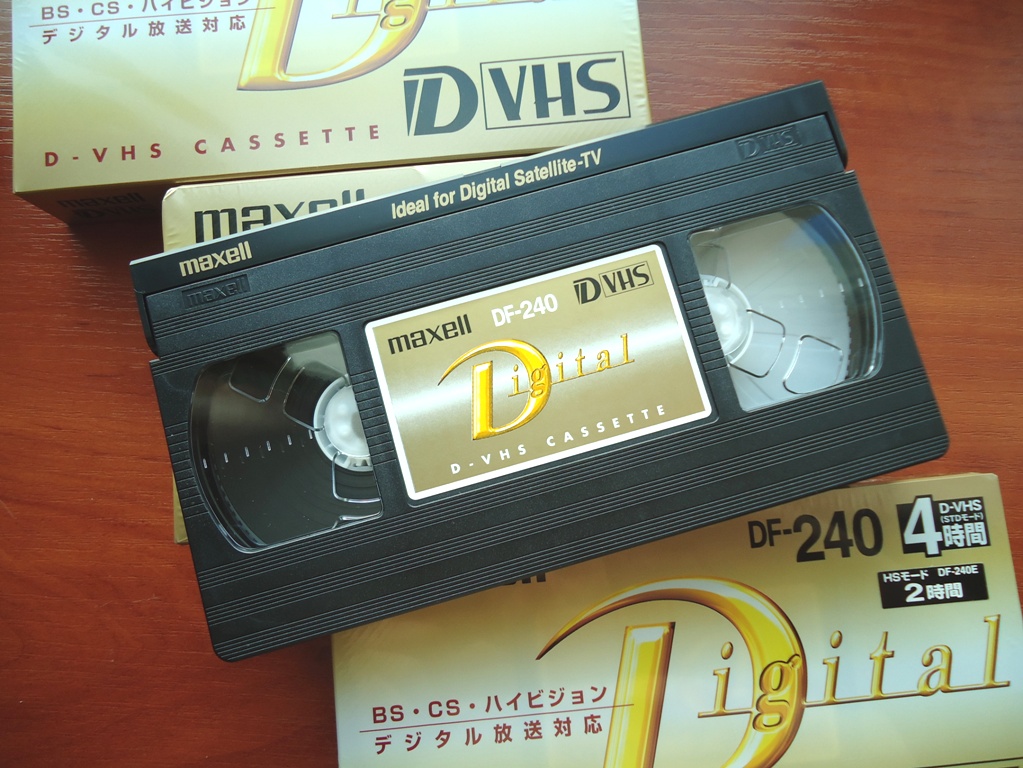 BS・CS・ハイビジョン
デジタル放送対応
Digital
D VHS
D-VHS CASSETTE
maxell
maxell
Ideal for Digital Satellite-TV
maxell
D VHS
maxell
DF-240
D VHS
Digital
D-VHS CASSETTE
DF-240
4時間
D-VHS
(STDモード)
HSモード DF-240E
2時間
Digital
BS・CS・ハイビジョン
デジタル放送対応